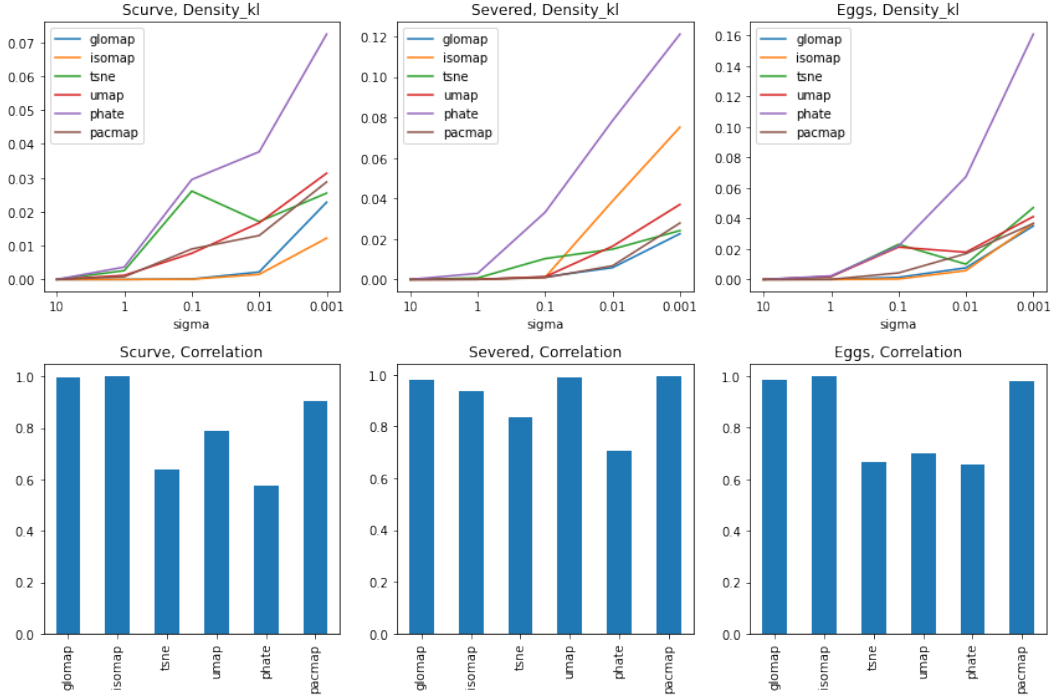 Scurve, Density_kl
0.07
0.06
0.05
0.04
0.03
0.02
0.01
0.00
glomap
isomap
tsne
umap
phate
pacmap
10 1 0.1 0.01 0.001
sigma
Severed, Density_kl
0.12
0.10
0.08
0.06
0.04
0.02
0.00
glomap
isomap
tsne
umap
phate
pacmap
10 1 0.1 0.01 0.001
sigma
Eggs, Density_kl
0.16
0.14
0.12
0.10
0.08
0.06
0.04
0.02
0.00
glomap
isomap
tsne
umap
phate
pacmap
10 1 0.1 0.01 0.001
sigma
Scurve, Correlation
1.0
0.8
0.6
0.4
0.2
0.0
glomap
isomap
tsne
umap
phate
pacmap
Severed, Correlation
1.0
0.8
0.6
0.4
0.2
0.0
glomap
isomap
tsne
umap
phate
pacmap
Eggs, Correlation
1.0
0.8
0.6
0.4
0.2
0.0
glomap
isomap
tsne
umap
phate
pacmap